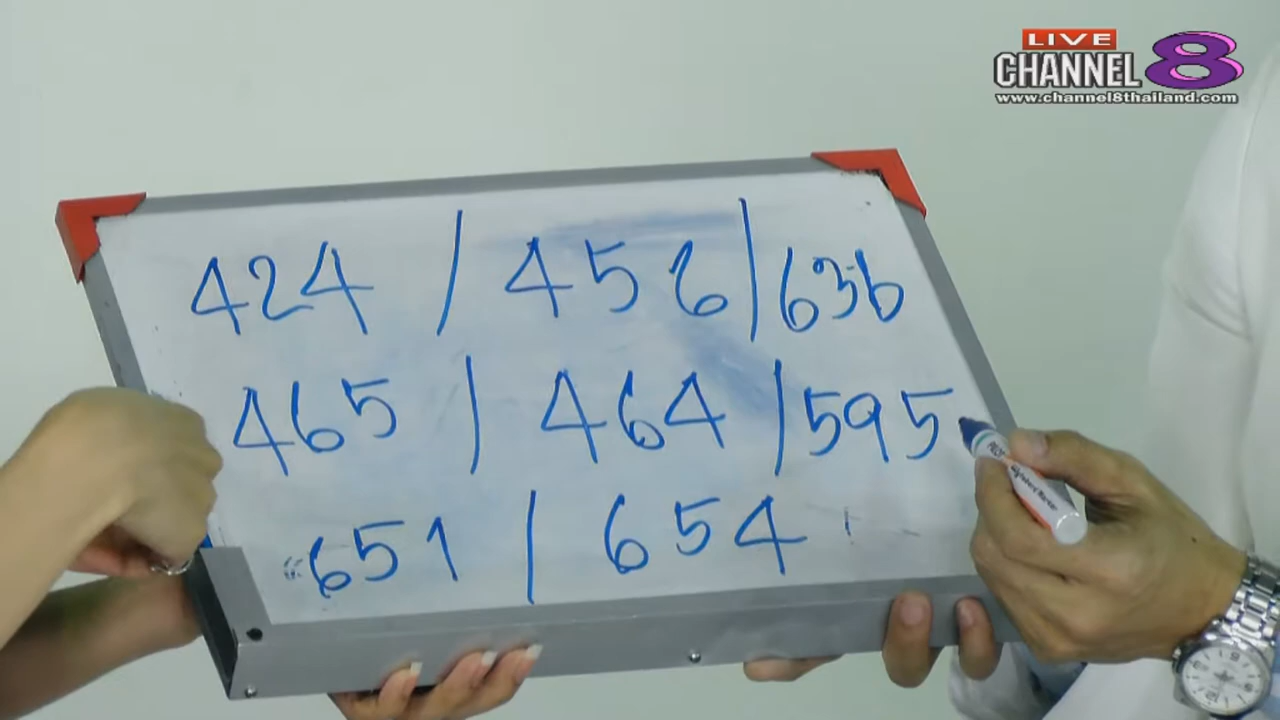 LIVE
CHANNEL 8
www.channel8thailand.com
424 / 456 | 636
465 | 464 | 595
651 | 654